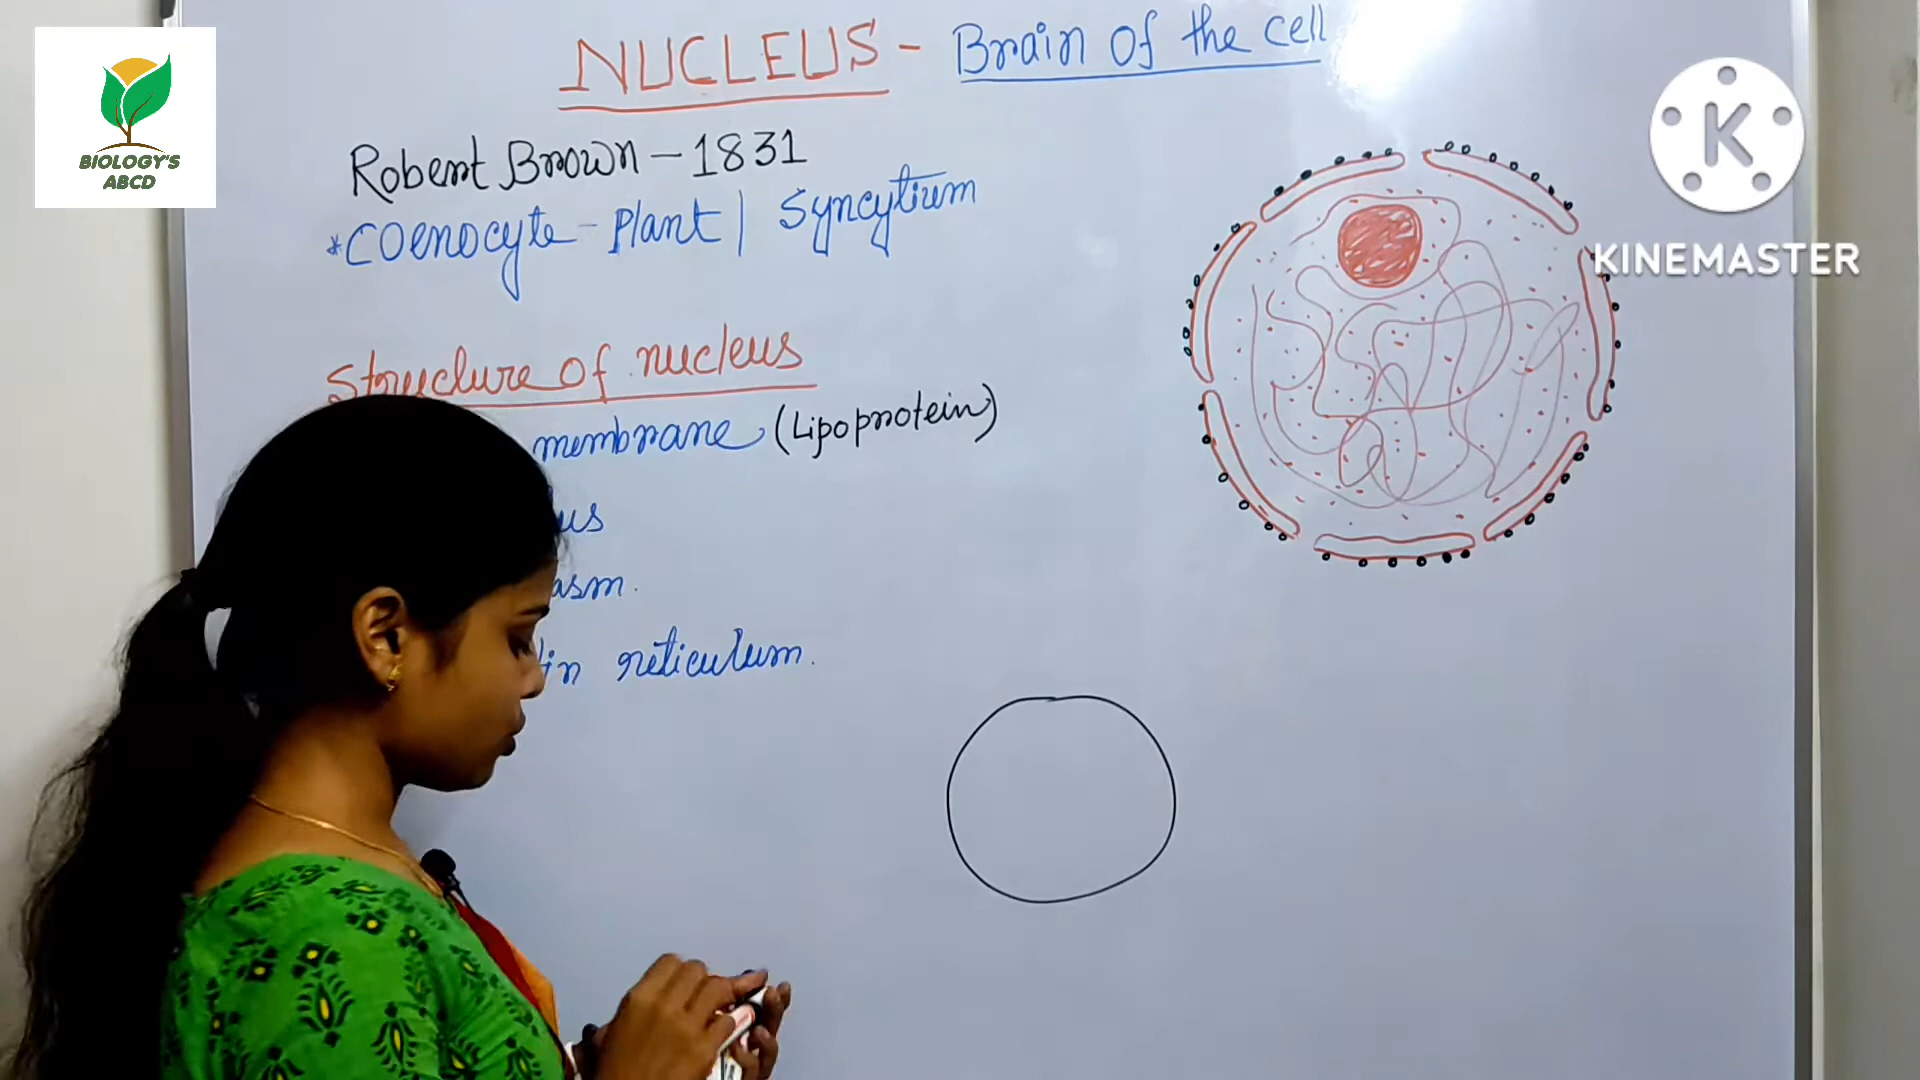 NUCLEUS - Brain of the cell
BIOLOGY'S
ABCD
K
KINEMASTER
Robert Brown - 1831
*COenocyte - Plant | Syncytium
Structure of nucleus
membrane (Lipoprotein)
us
asm.
in reticulum.